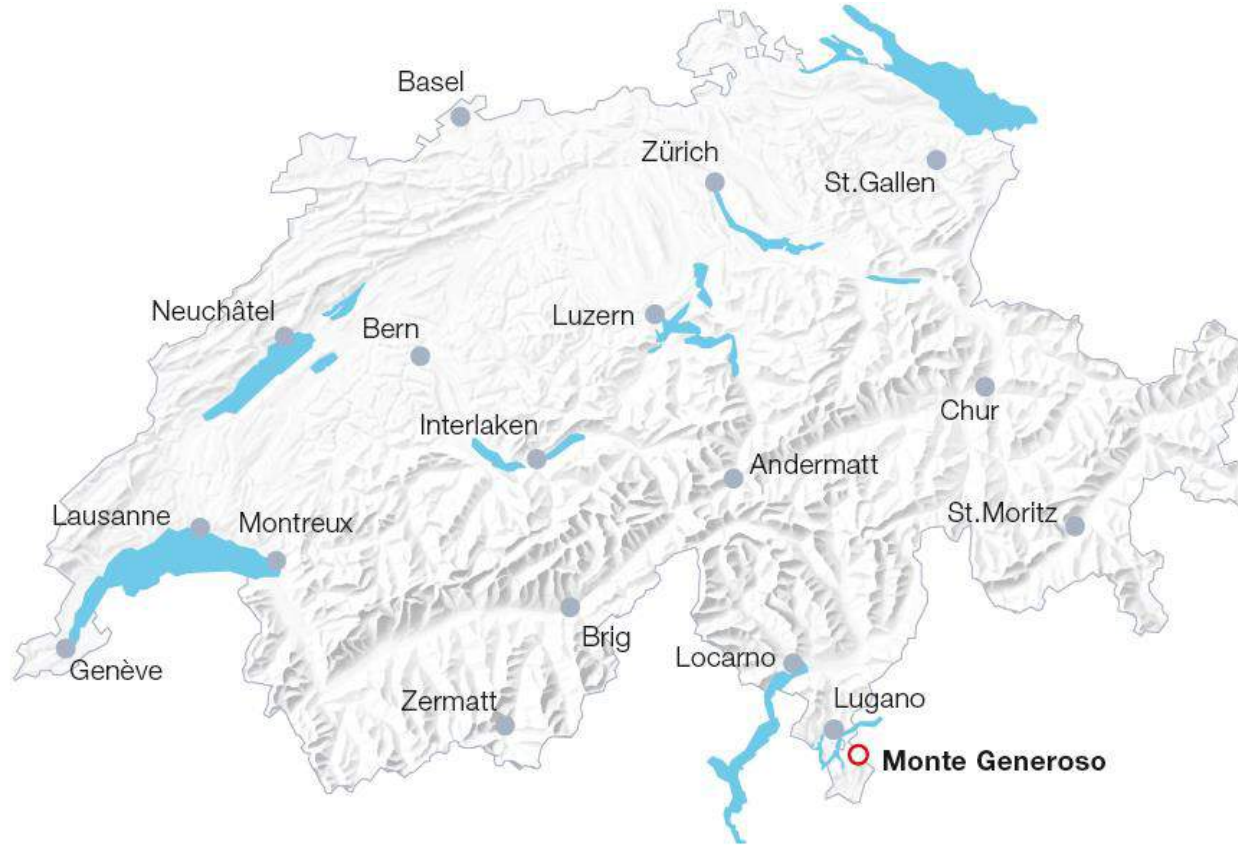 Basel
Zürich
St.Gallen
Neuchâtel
Bern
Luzern
Chur
Interlaken
Andermatt
Lausanne
Montreux
St.Moritz
Brig
Genève
Locarno
Zermatt
Lugano
Monte Generoso